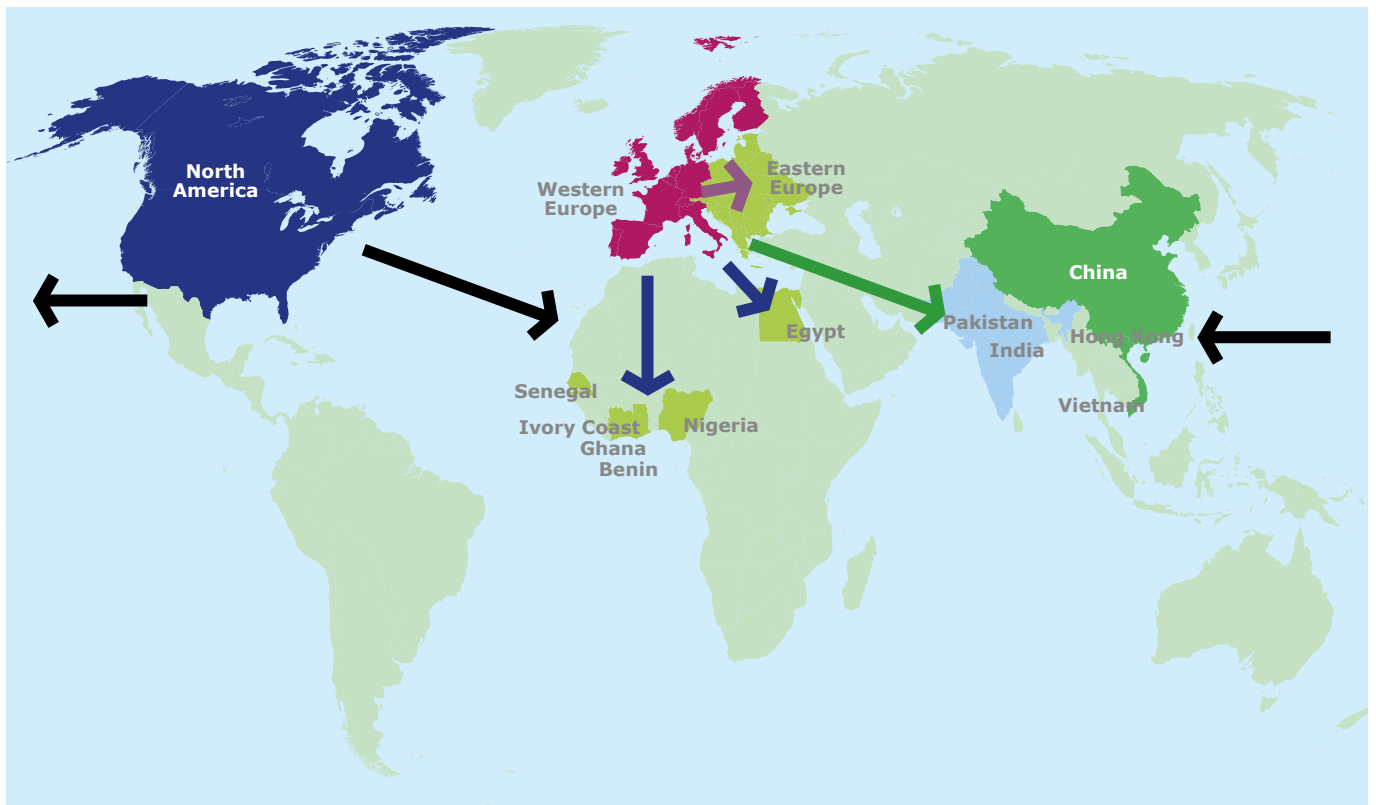 North
America
Western
Europe
Eastern
Europe
China
Pakistan
Hong Kong
India
Egypt
Senegal
Vietnam
Ivory Coast
Nigeria
Ghana
Benin